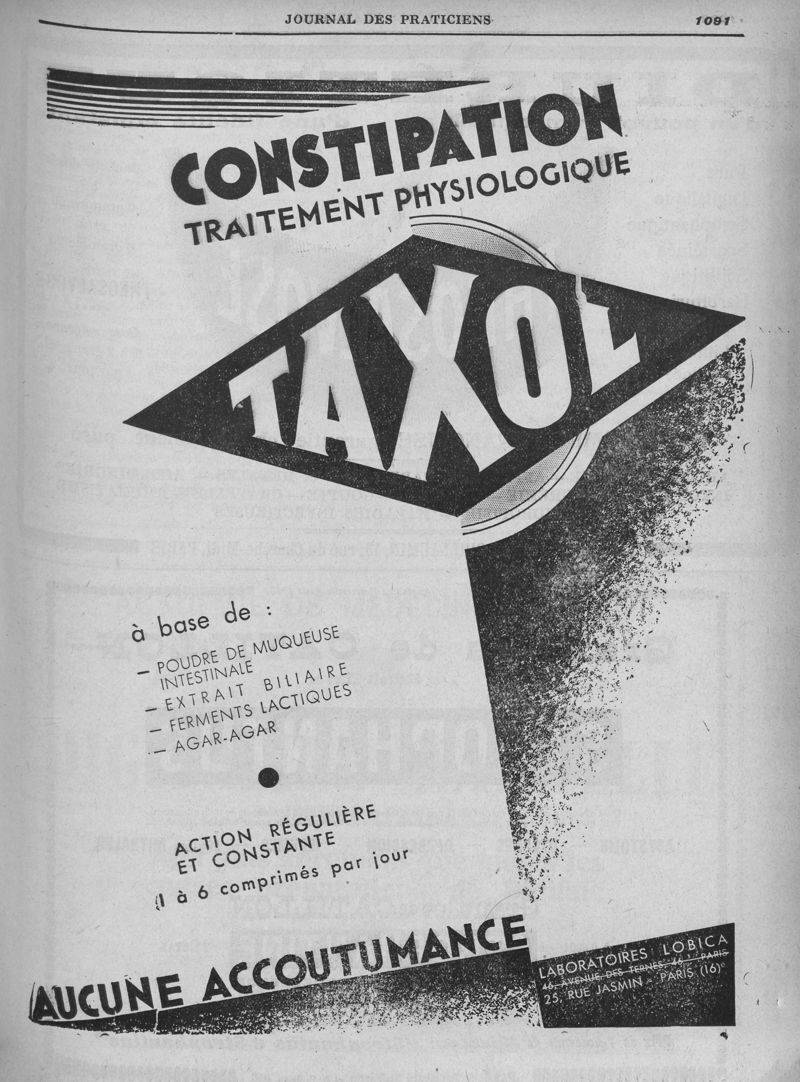 JOURNAL DES PRATICIENS 1091
CONSTIPATION
TRAITEMENT PHYSIOLOGIQUE
TAXOL
à base de :
— POUDRE DE MUQUEUSE
INTESTINALE
— EXTRAIT BILIAIRE
— FERMENTS LACTIQUES
— AGAR-AGAR
ACTION RÉGULIÈRE
ET CONSTANTE
1 à 6 comprimés par jour
AUCUNE ACCOUTUMANCE
LABORATOIRES LOBICA
46, AVENUE DES TERNES, 46, PARIS
25, RUE JASMIN - PARIS (16)e